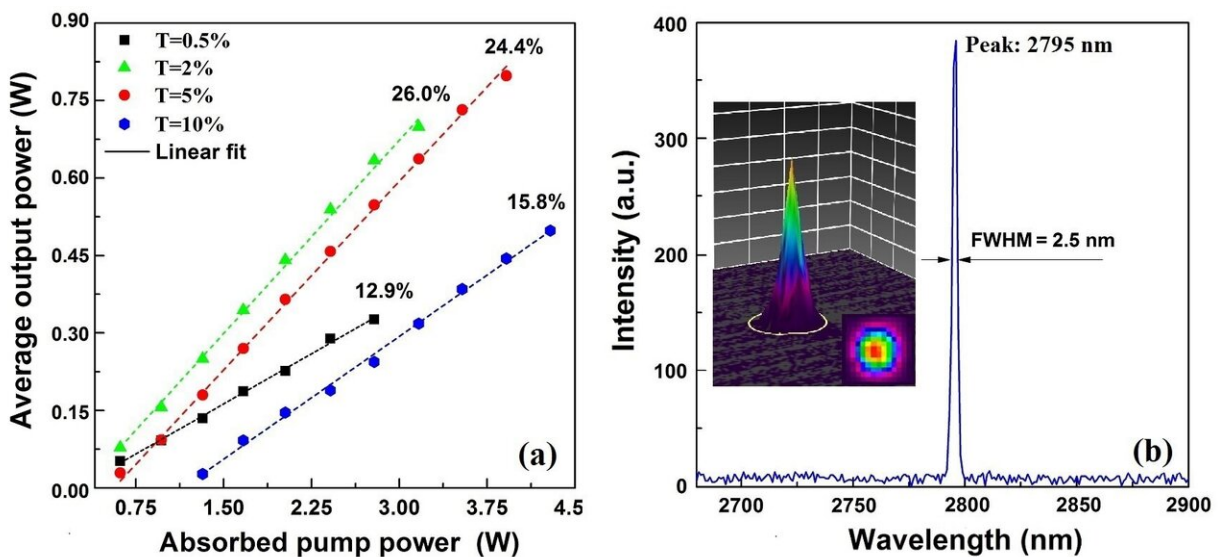 0.90
0.75
0.60
0.45
0.30
0.15
0.00
Average output power (W)
T=0.5%
T=2%
T=5%
T=10%
Linear fit
24.4%
26.0%
15.8%
12.9%
(a)
0.75
1.50
2.25
3.00
3.75
4.5
Absorbed pump power (W)
(b)
400
300
200
100
0
Intensity (a.u.)
Peak: 2795 nm
FWHM = 2.5 nm
(b)
2700
2750
2800
2850
2900
Wavelength (nm)